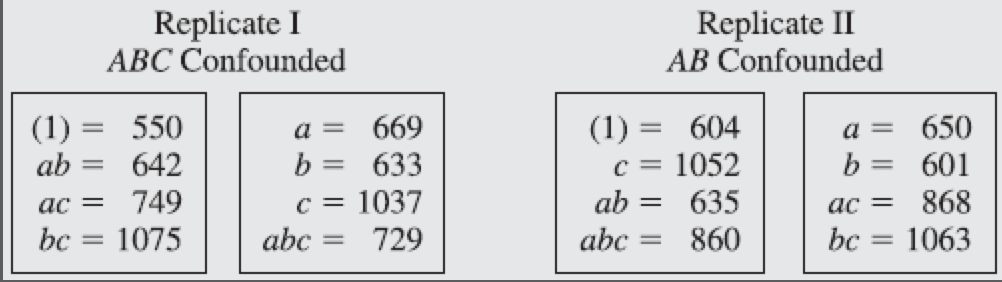 Replicate I
ABC Confounded
(1) = 550
ab = 642
ac = 749
bc = 1075
a = 669
b = 633
c = 1037
abc = 729
Replicate II
AB Confounded
(1) = 604
c = 1052
ab = 635
abc = 860
a = 650
b = 601
ac = 868
bc = 1063